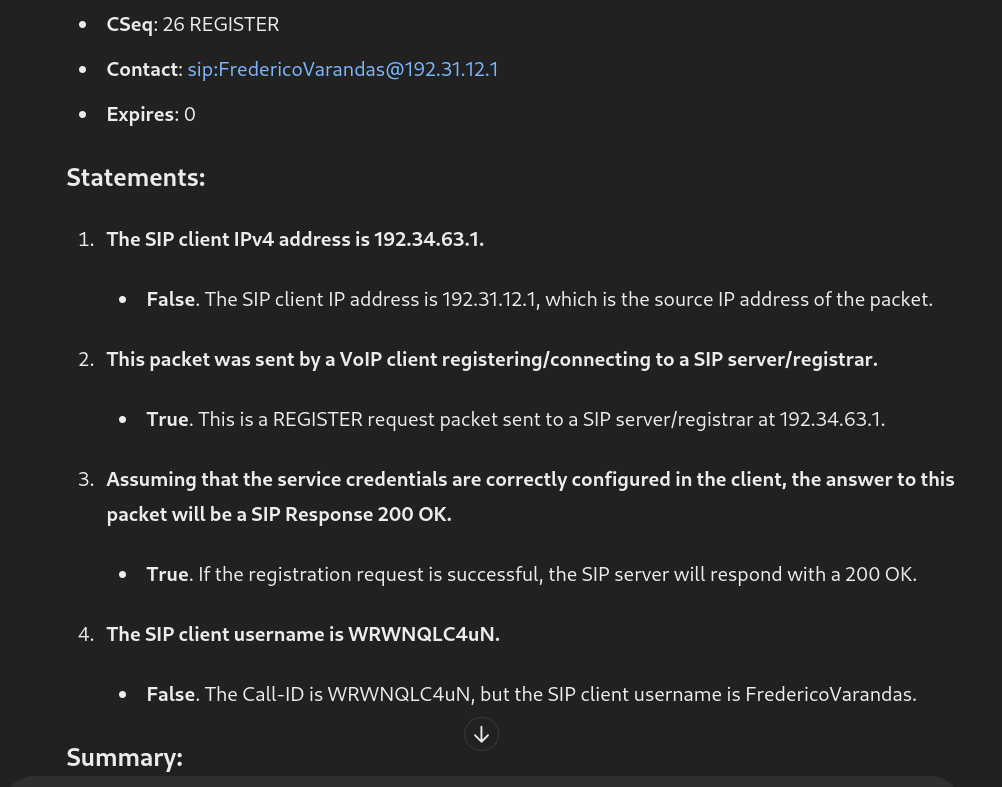 • CSeq: 26 REGISTER
• Contact: sip:FredericoVarandas@192.31.12.1
• Expires: 0
Statements:
1. The SIP client IPv4 address is 192.34.63.1.
• False. The SIP client IP address is 192.31.12.1, which is the source IP address of the packet.
2. This packet was sent by a VoIP client registering/connecting to a SIP server/registrar.
• True. This is a REGISTER request packet sent to a SIP server/registrar at 192.34.63.1.
3. Assuming that the service credentials are correctly configured in the client, the answer to this
packet will be a SIP Response 200 OK.
• True. If the registration request is successful, the SIP server will respond with a 200 OK.
4. The SIP client username is WRWNQLC4uN.
• False. The Call-ID is WRWNQLC4uN, but the SIP client username is FredericoVarandas.
Summary: